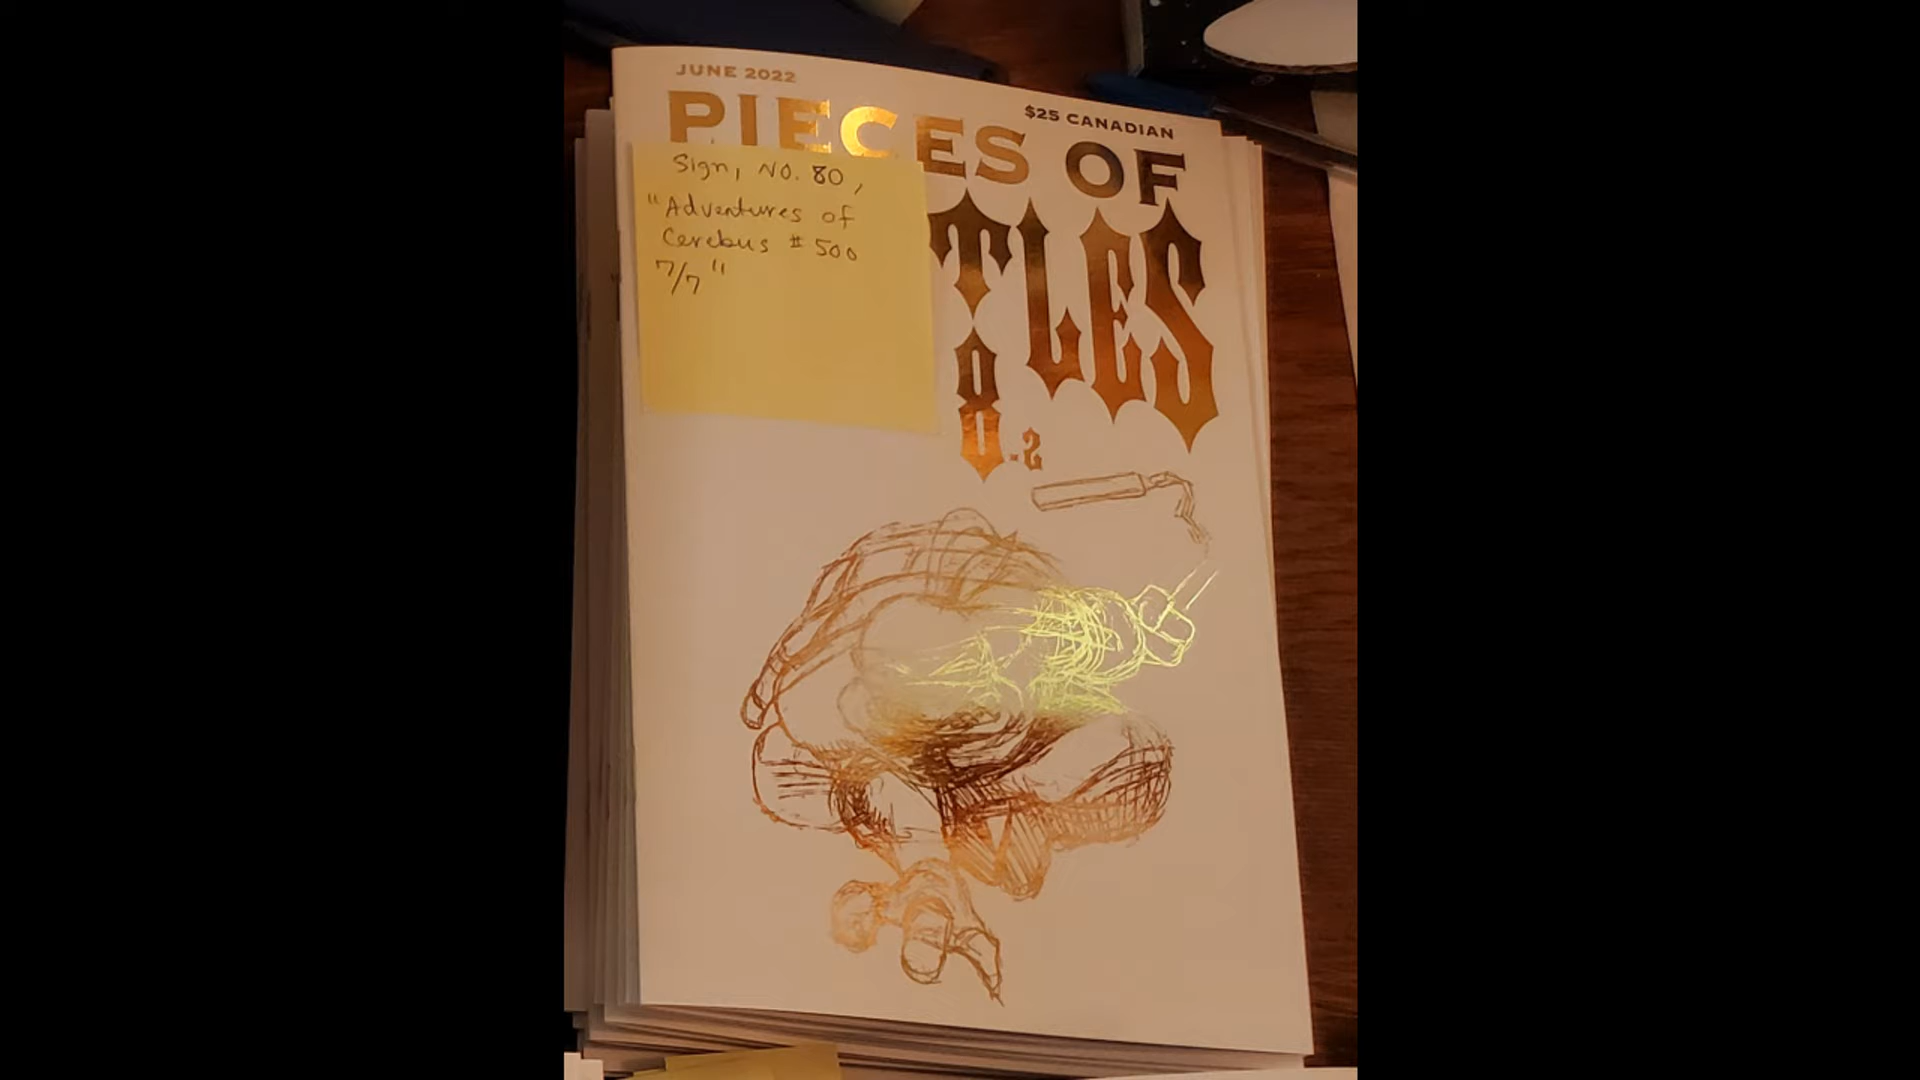 JUNE 2022
$25 CANADIAN
PIECES OF
TLES
Sign, NO. 80,
"Adventures of
Cerebus #500
7/7"